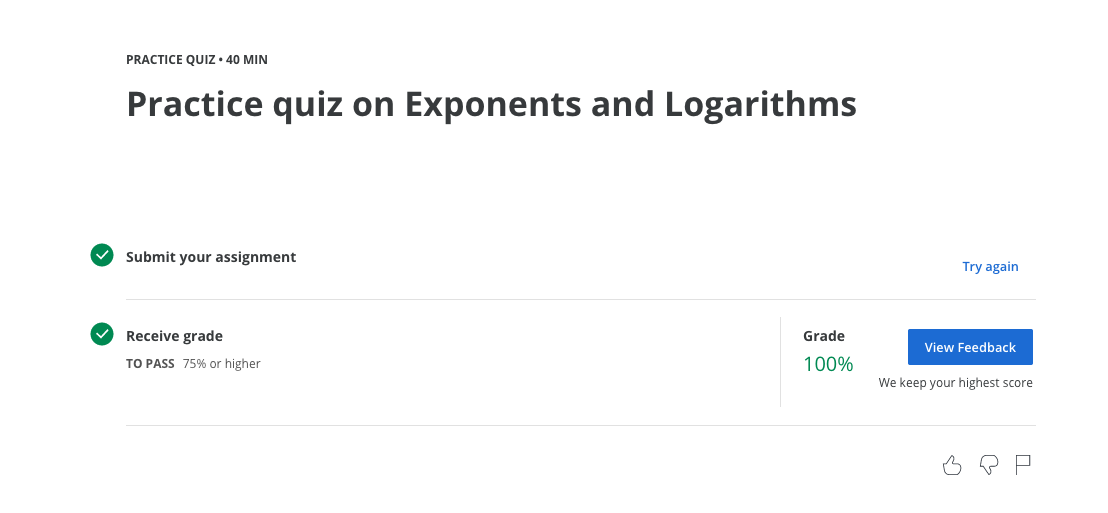 PRACTICE QUIZ • 40 MIN
Practice quiz on Exponents and Logarithms
Submit your assignment
Try again
Receive grade
TO PASS 75% or higher
Grade
100%
View Feedback
We keep your highest score